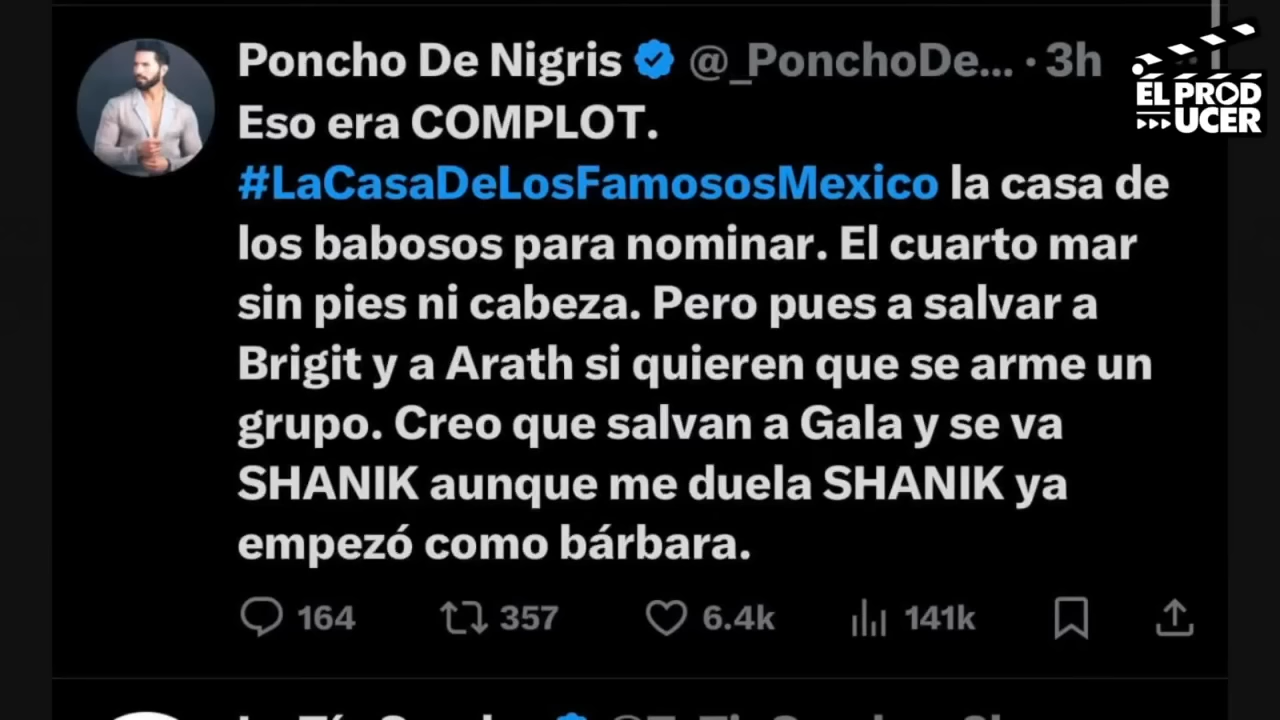 Poncho De Nigris @_PonchoDe... · 3h
EL PROD
UCER
Eso era COMPLOT.
#LaCasaDeLosFamososMexico la casa de
los babosos para nominar. El cuarto mar
sin pies ni cabeza. Pero pues a salvar a
Brigit y a Arath si quieren que se arme un
grupo. Creo que salvan a Gala y se va
SHANIK aunque me duela SHANIK ya
empezó como bárbara.
164 357 6.4k 141k